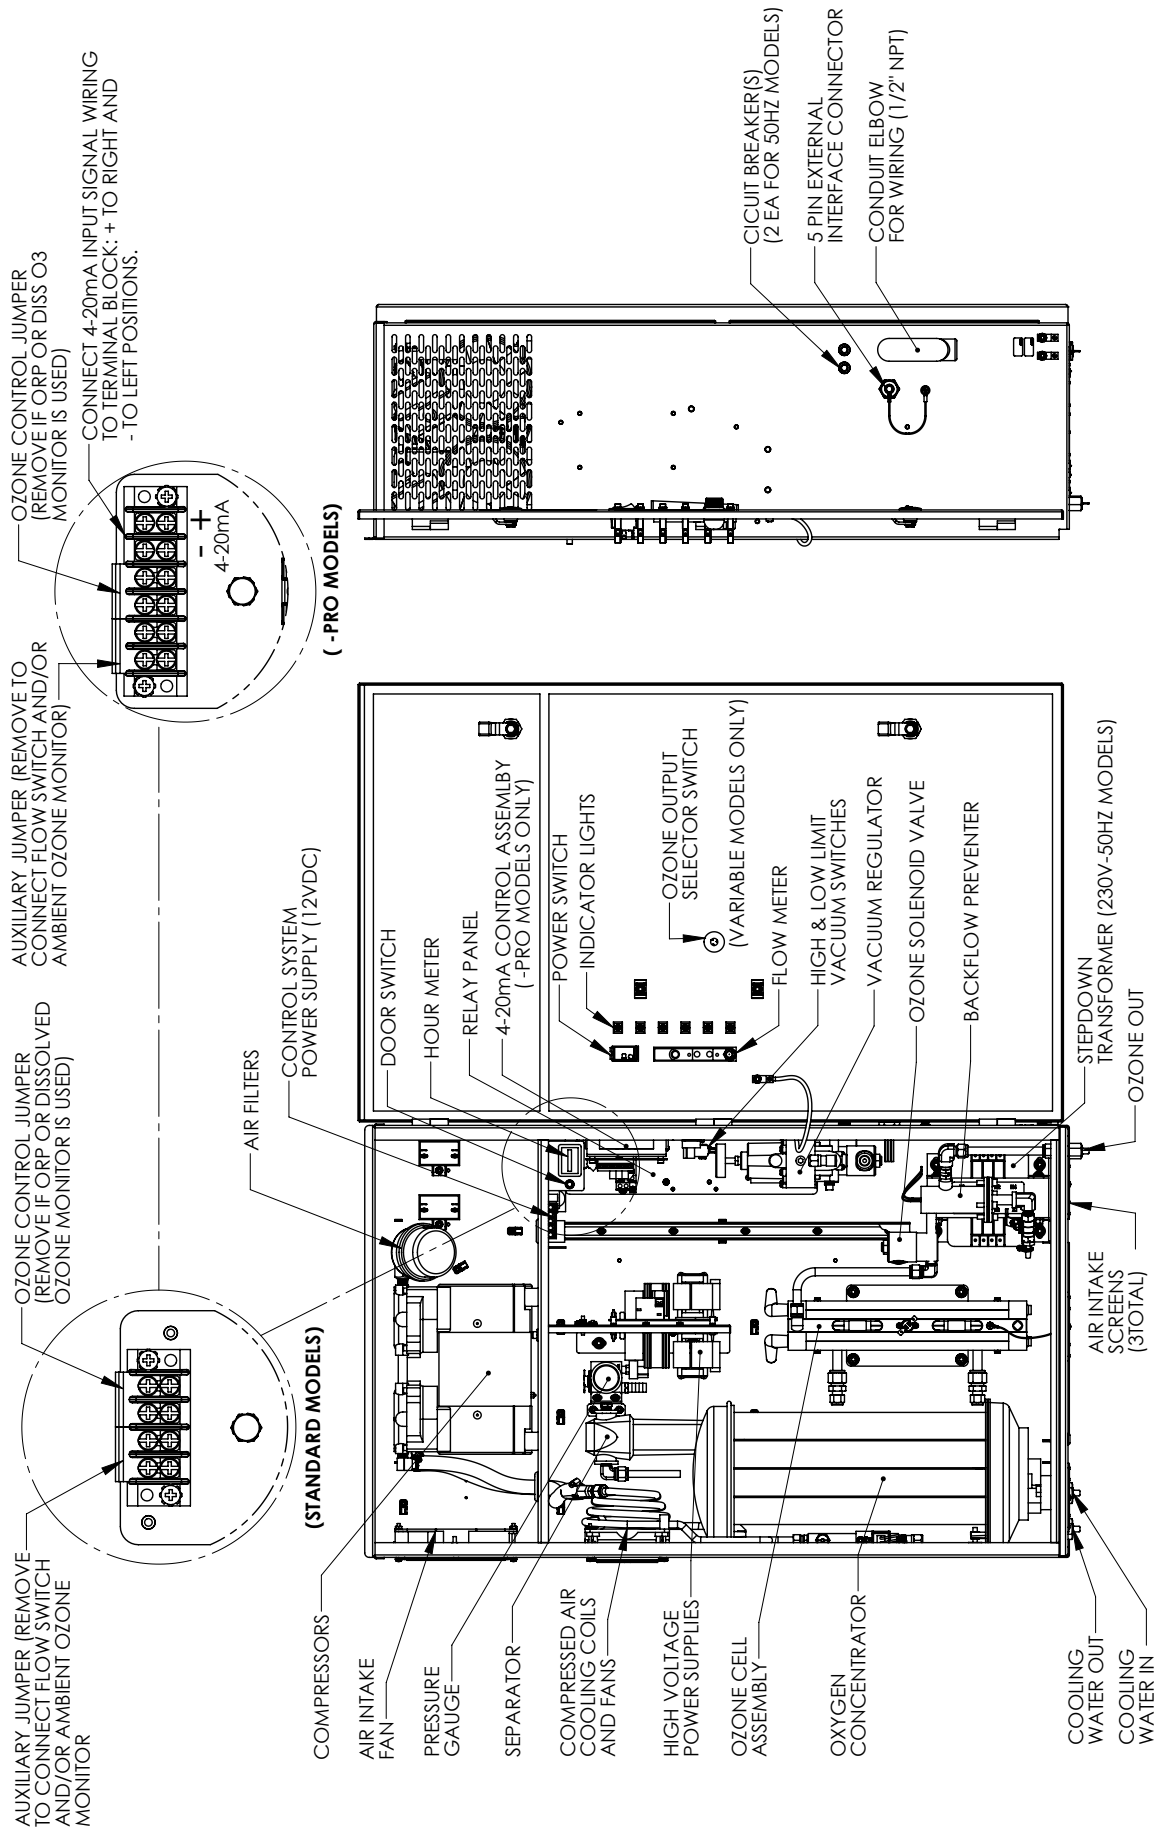 AUXILIARY JUMPER (REMOVE
TO CONNECT FLOW SWITCH
AND/OR AMBIENT OZONE
MONITOR
OZONE CONTROL JUMPER
(REMOVE IF ORP OR DISSOLVED
OZONE MONITOR IS USED)
AUXILIARY JUMPER (REMOVE TO
CONNECT FLOW SWITCH AND/OR
AMBIENT OZONE MONITOR)
OZONE CONTROL JUMPER
(REMOVE IF ORP OR DISS O3
MONITOR IS USED)
CONNECT 4-20mA INPUT SIGNAL WIRING
TO TERMINAL BLOCK: + TO RIGHT AND
- TO LEFT POSITIONS.
- +
4-20mA
(STANDARD MODELS)
( -PRO MODELS)
COMPRESSORS
AIR INTAKE
FAN
PRESSURE
GAUGE
SEPARATOR
COMPRESSED AIR
COOLING COILS
AND FANS
HIGH VOLTAGE
POWER SUPPLIES
OZONE CELL
ASSEMBLY
OXYGEN
CONCENTRATOR
COOLING
WATER OUT
COOLING
WATER IN
AIR FILTERS
CONTROL SYSTEM
POWER SUPPLY (12VDC)
DOOR SWITCH
HOUR METER
RELAY PANEL
4-20mA CONTROL ASSEMLBY
( -PRO MODELS ONLY)
POWER SWITCH
INDICATOR LIGHTS
OZONE OUTPUT
SELECTOR SWITCH
(VARIABLE MODELS ONLY)
FLOW METER
HIGH & LOW LIMIT
VACUUM SWITCHES
VACUUM REGULATOR
OZONE SOLENOID VALVE
BACKFLOW PREVENTER
STEPDOWN
TRANSFORMER (230V-50HZ MODELS)
OZONE OUT
AIR INTAKE
SCREENS
(3TOTAL)
CICUIT BREAKER(S)
(2 EA FOR 50HZ MODELS)
5 PIN EXTERNAL
INTERFACE CONNECTOR
CONDUIT ELBOW
FOR WIRING (1/2" NPT)